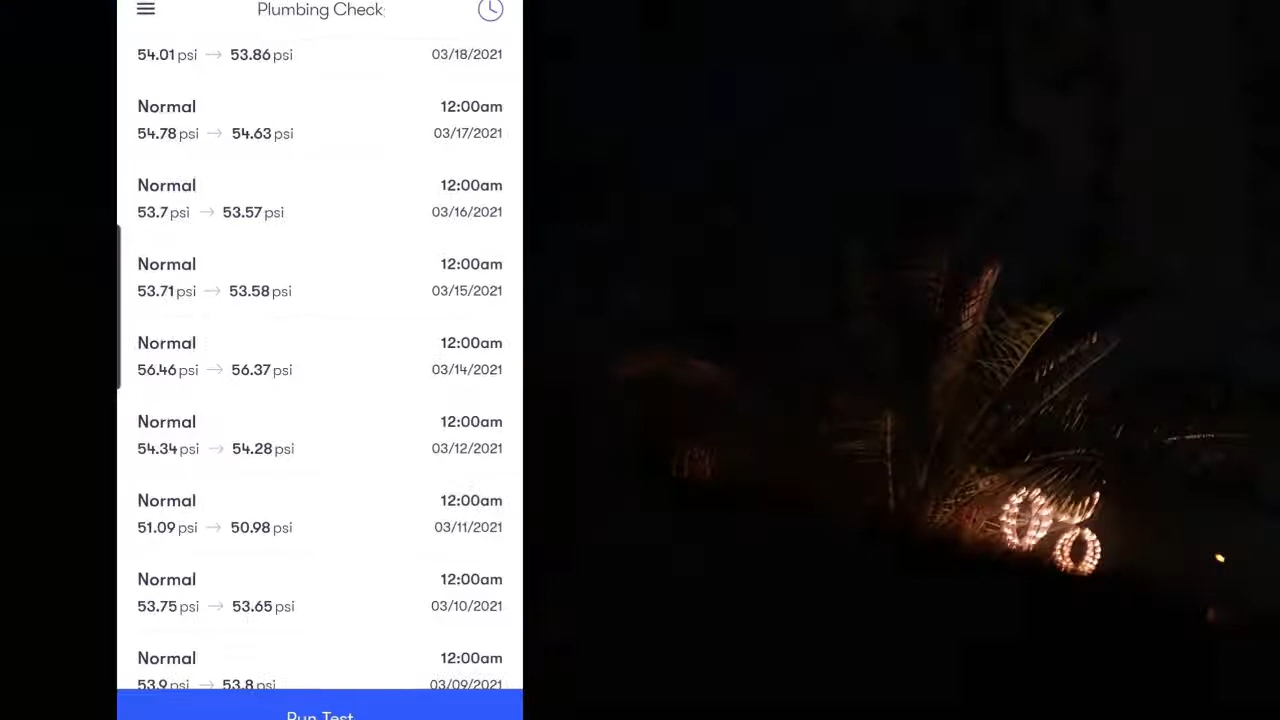 Plumbing Check
54.01 psi → 53.86 psi 03/18/2021
Normal 12:00am
54.78 psi → 54.63 psi 03/17/2021
Normal 12:00am
53.7 psi → 53.57 psi 03/16/2021
Normal 12:00am
53.71 psi → 53.58 psi 03/15/2021
Normal 12:00am
56.46 psi → 56.37 psi 03/14/2021
Normal 12:00am
54.34 psi → 54.28 psi 03/12/2021
Normal 12:00am
51.09 psi → 50.98 psi 03/11/2021
Normal 12:00am
53.75 psi → 53.65 psi 03/10/2021
Normal 12:00am
53.9 psi → 53.8 psi 03/09/2021
Run Test